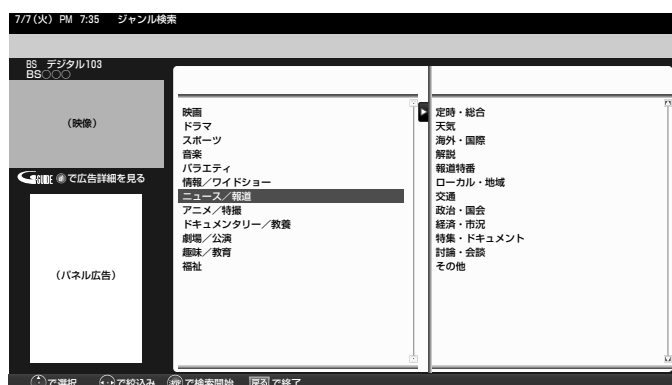 7/7(火) PM 7:35 ジャンル検索
BS デジタル103
BS○○○
(映像)
GGUIDE dで広告詳細を見る
(パネル広告)
映画
ドラマ
スポーツ
音楽
バラエティ
情報/ワイドショー
ニュース/報道
アニメ/特撮
ドキュメンタリー/教養
劇場/公演
趣味/教育
福祉
定時・総合
天気
海外・国際
解説
報道特番
ローカル・地域
交通
政治・国会
経済・市況
特集・ドキュメント
討論・会談
その他
で選択 で絞込み 決定で検索開始 戻るで終了